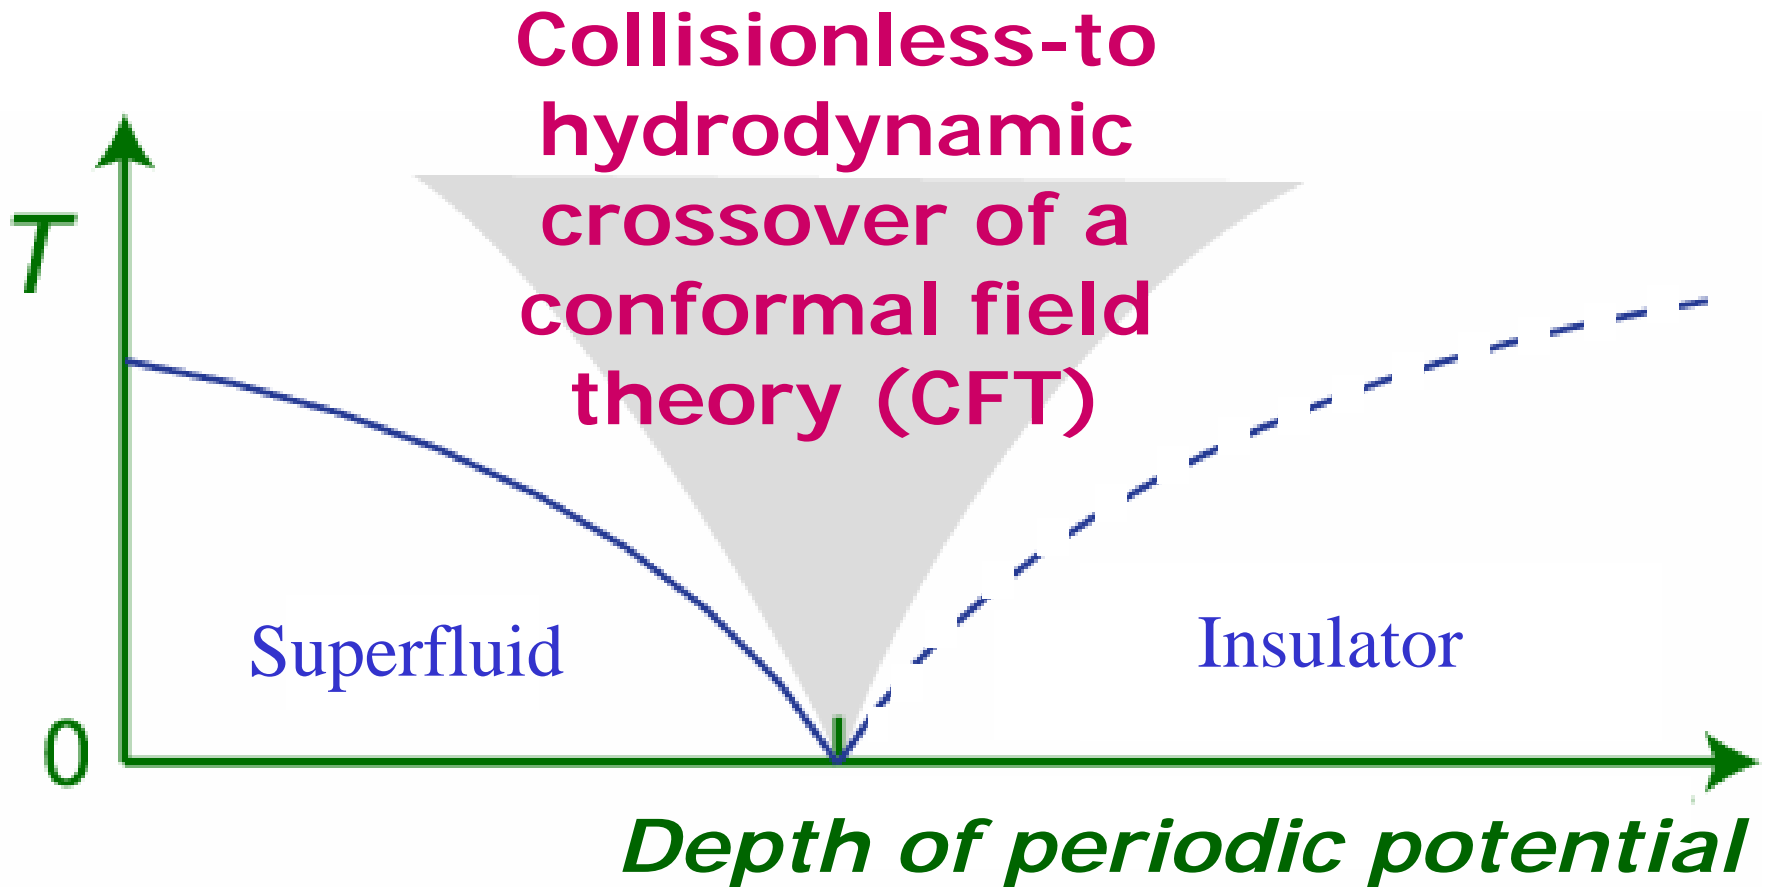 Collisionless-to
hydrodynamic
crossover of a
conformal field
theory (CFT)
T
Superfluid
Insulator
0
Depth of periodic potential